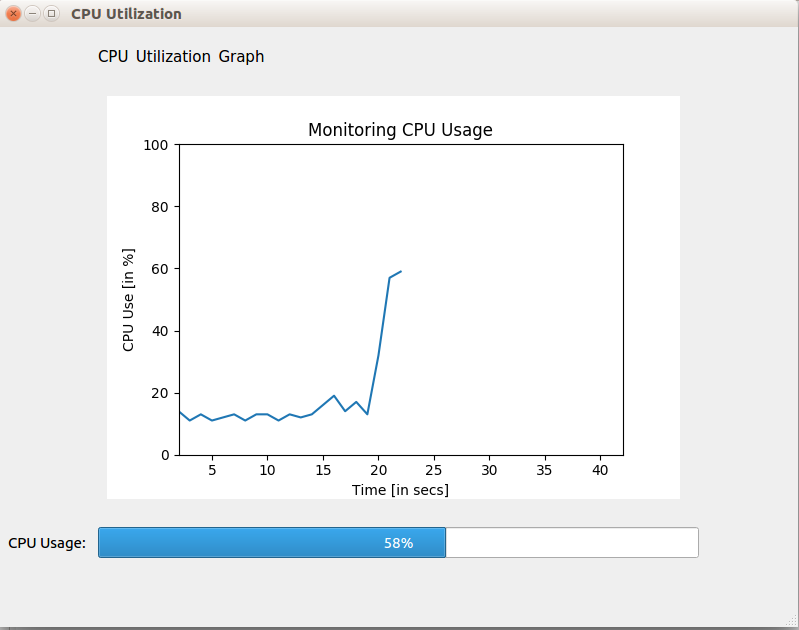 CPU Utilization
CPU Utilization Graph
Monitoring CPU Usage
100
80
60
40
20
0
CPU Use [in %]
5 10 15 20 25 30 35 40
Time [in secs]
CPU Usage: 58%